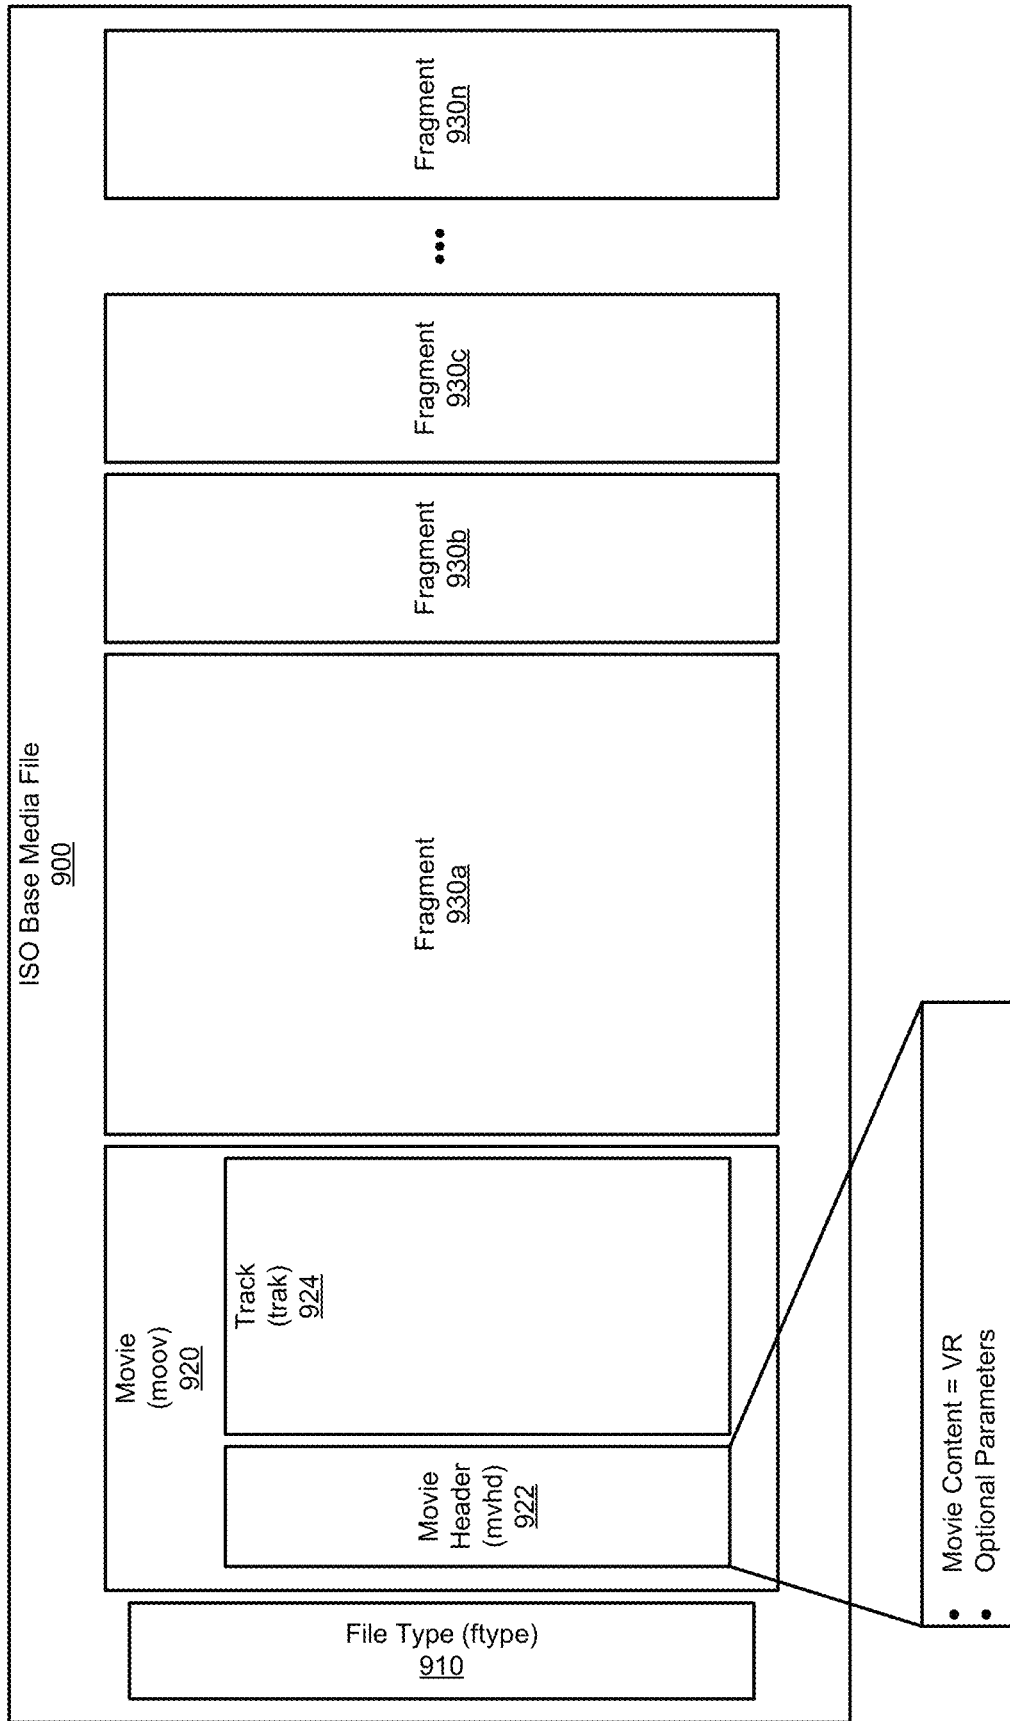 ISO Base Media File
900
File Type (ftype)
910
Movie
(moov)
920
Movie
Header
(mvhd)
922
Track
(trak)
924
Fragment
930a
Fragment
930b
Fragment
930c
•••
Fragment
930n
• Movie Content = VR
• Optional Parameters